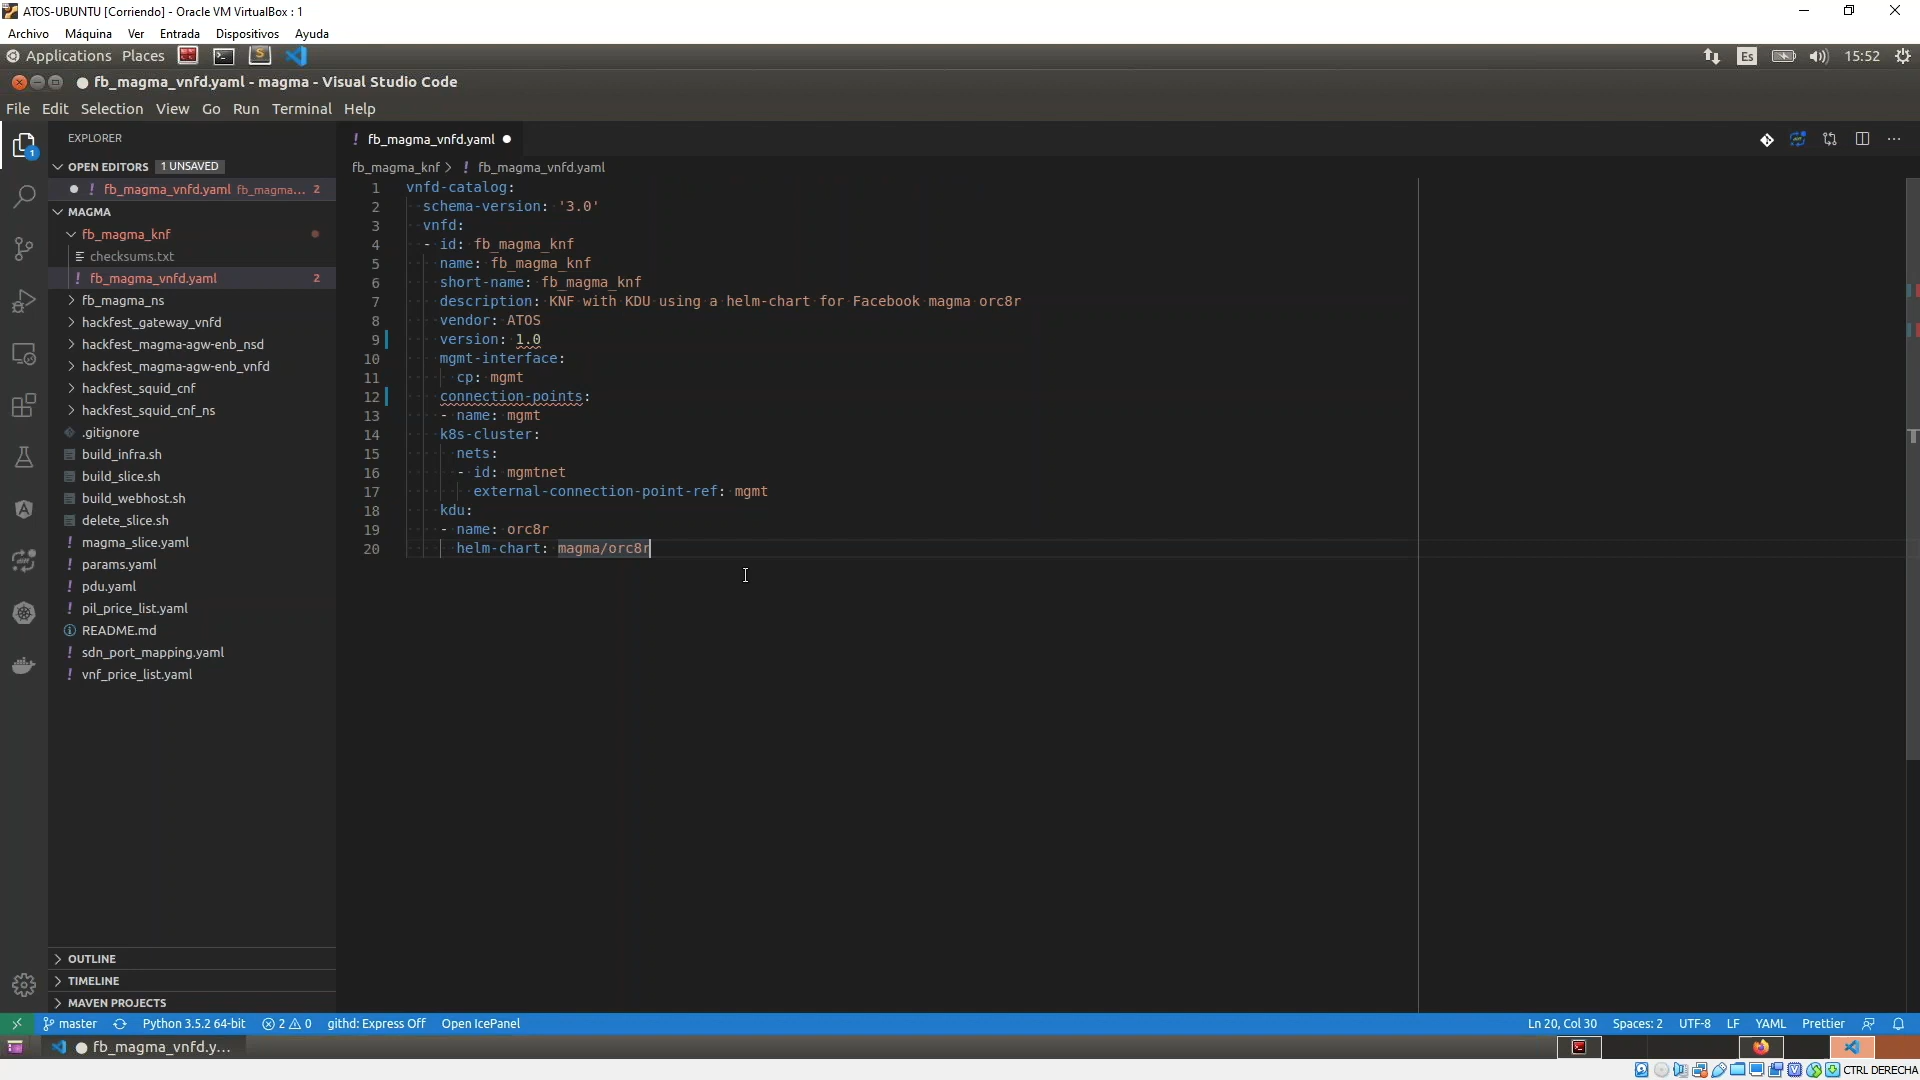 ATOS-UBUNTU [Corriendo] - Oracle VM VirtualBox : 1
Archivo Máquina Ver Entrada Dispositivos Ayuda
Applications Places Es 15:52
fb_magma_vnfd.yaml - magma - Visual Studio Code
File Edit Selection View Go Run Terminal Help
EXPLORER
OPEN EDITORS 1 UNSAVED
! fb_magma_vnfd.yaml fb_magma... 2
MAGMA
fb_magma_knf
checksums.txt
! fb_magma_vnfd.yaml 2
fb_magma_ns
hackfest_gateway_vnfd
hackfest_magma-agw-enb_nsd
hackfest_magma-agw-enb_vnfd
hackfest_squid_cnf
hackfest_squid_cnf_ns
.gitignore
build_infra.sh
build_slice.sh
build_webhost.sh
delete_slice.sh
! magma_slice.yaml
! params.yaml
! pdu.yaml
! pil_price_list.yaml
README.md
! sdn_port_mapping.yaml
! vnf_price_list.yaml
OUTLINE
TIMELINE
MAVEN PROJECTS
! fb_magma_vnfd.yaml
fb_magma_knf > ! fb_magma_vnfd.yaml
1 vnfd-catalog:
2 schema-version: '3.0'
3 vnfd:
4 - id: fb_magma_knf
5 name: fb_magma_knf
6 short-name: fb_magma_knf
7 description: KNF with KDU using a helm-chart for Facebook magma orc8r
8 vendor: ATOS
9 version: 1.0
10 mgmt-interface:
11 cp: mgmt
12 connection-points:
13 - name: mgmt
14 k8s-cluster:
15 nets:
16 - id: mgmtnet
17 external-connection-point-ref: mgmt
18 kdu:
19 - name: orc8r
20 helm-chart: magma/orc8r
master Python 3.5.2 64-bit 2 0 githd: Express Off Open IcePanel Ln 20, Col 30 Spaces: 2 UTF-8 LF YAML Prettier
fb_magma_vnfd.y...
CTRL DERECHA